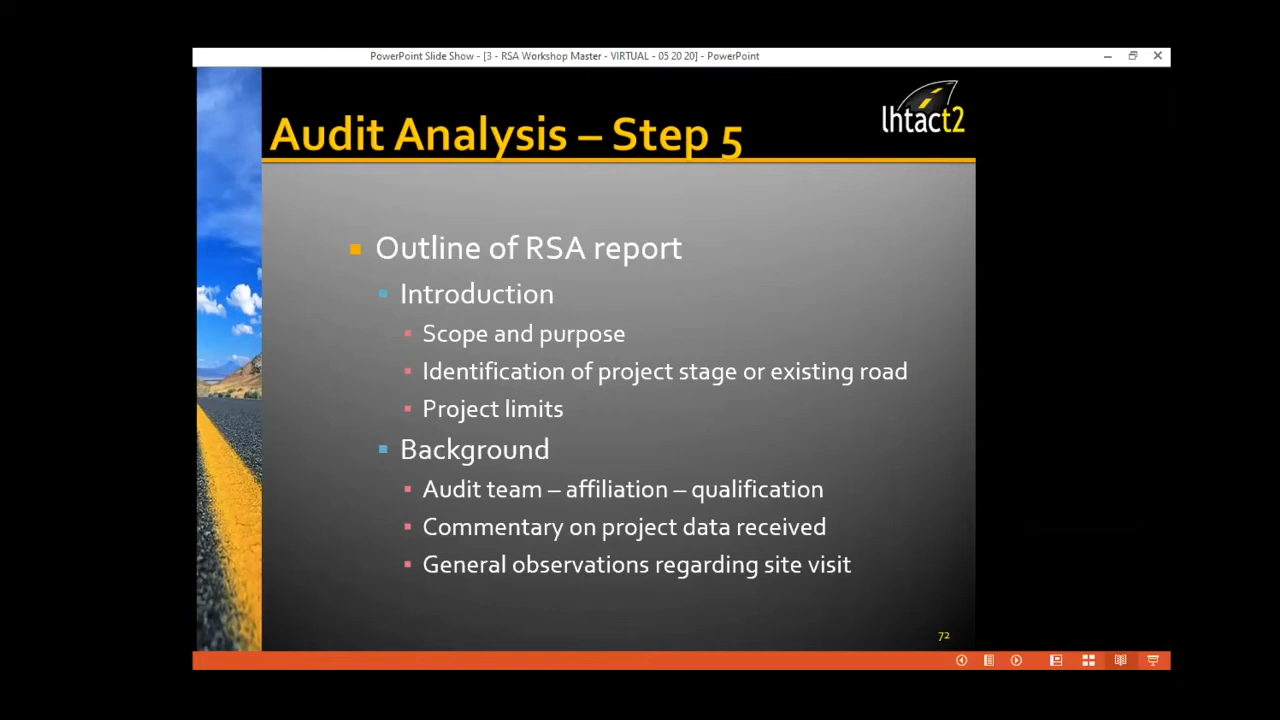 PowerPoint Slide Show - [3 - RSA Workshop Master - VIRTUAL - 05 20 20] - PowerPoint
lhtact2
Audit Analysis – Step 5
Outline of RSA report
Introduction
Scope and purpose
Identification of project stage or existing road
Project limits
Background
Audit team – affiliation – qualification
Commentary on project data received
General observations regarding site visit
72